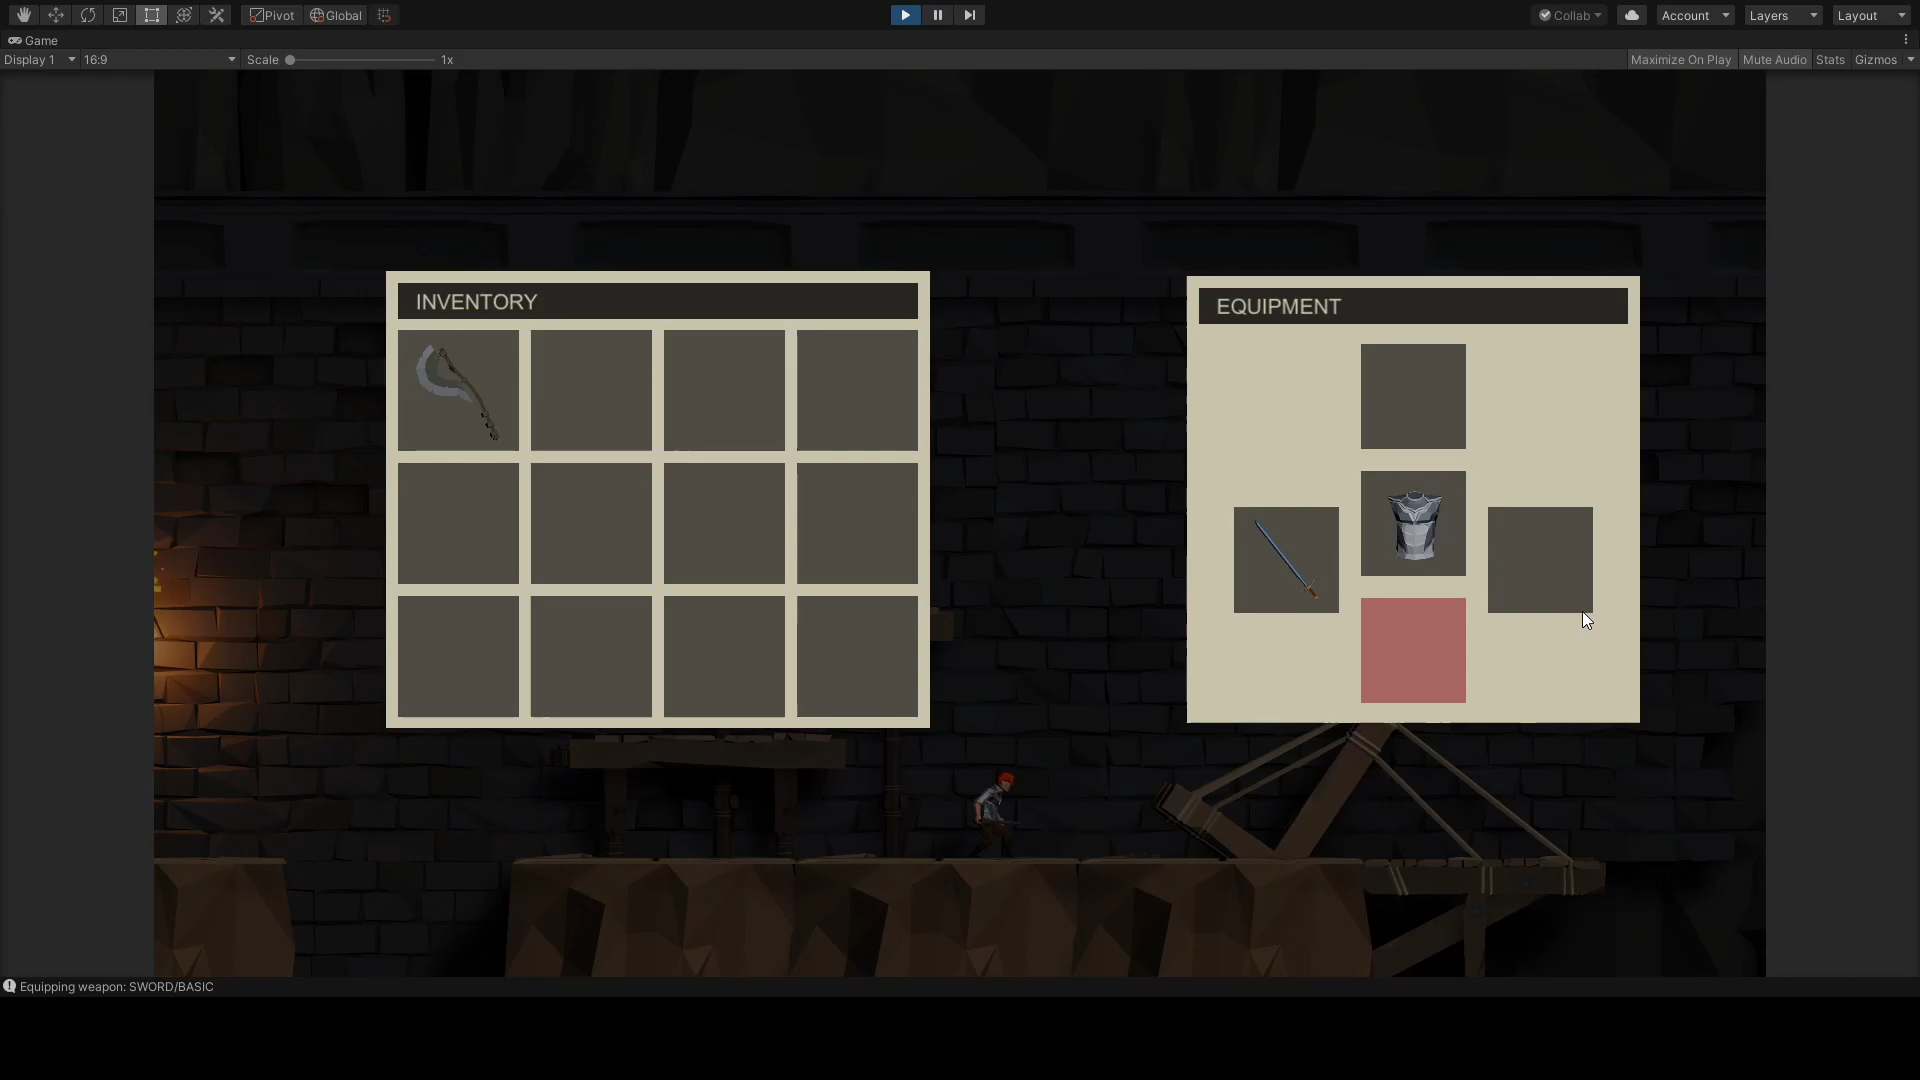 Pivot Global Collab Account Layers Layout
Game
Display 1 16:9 Scale 1x Maximize On Play Mute Audio Stats Gizmos
INVENTORY
EQUIPMENT
Equipping weapon: SWORD/BASIC